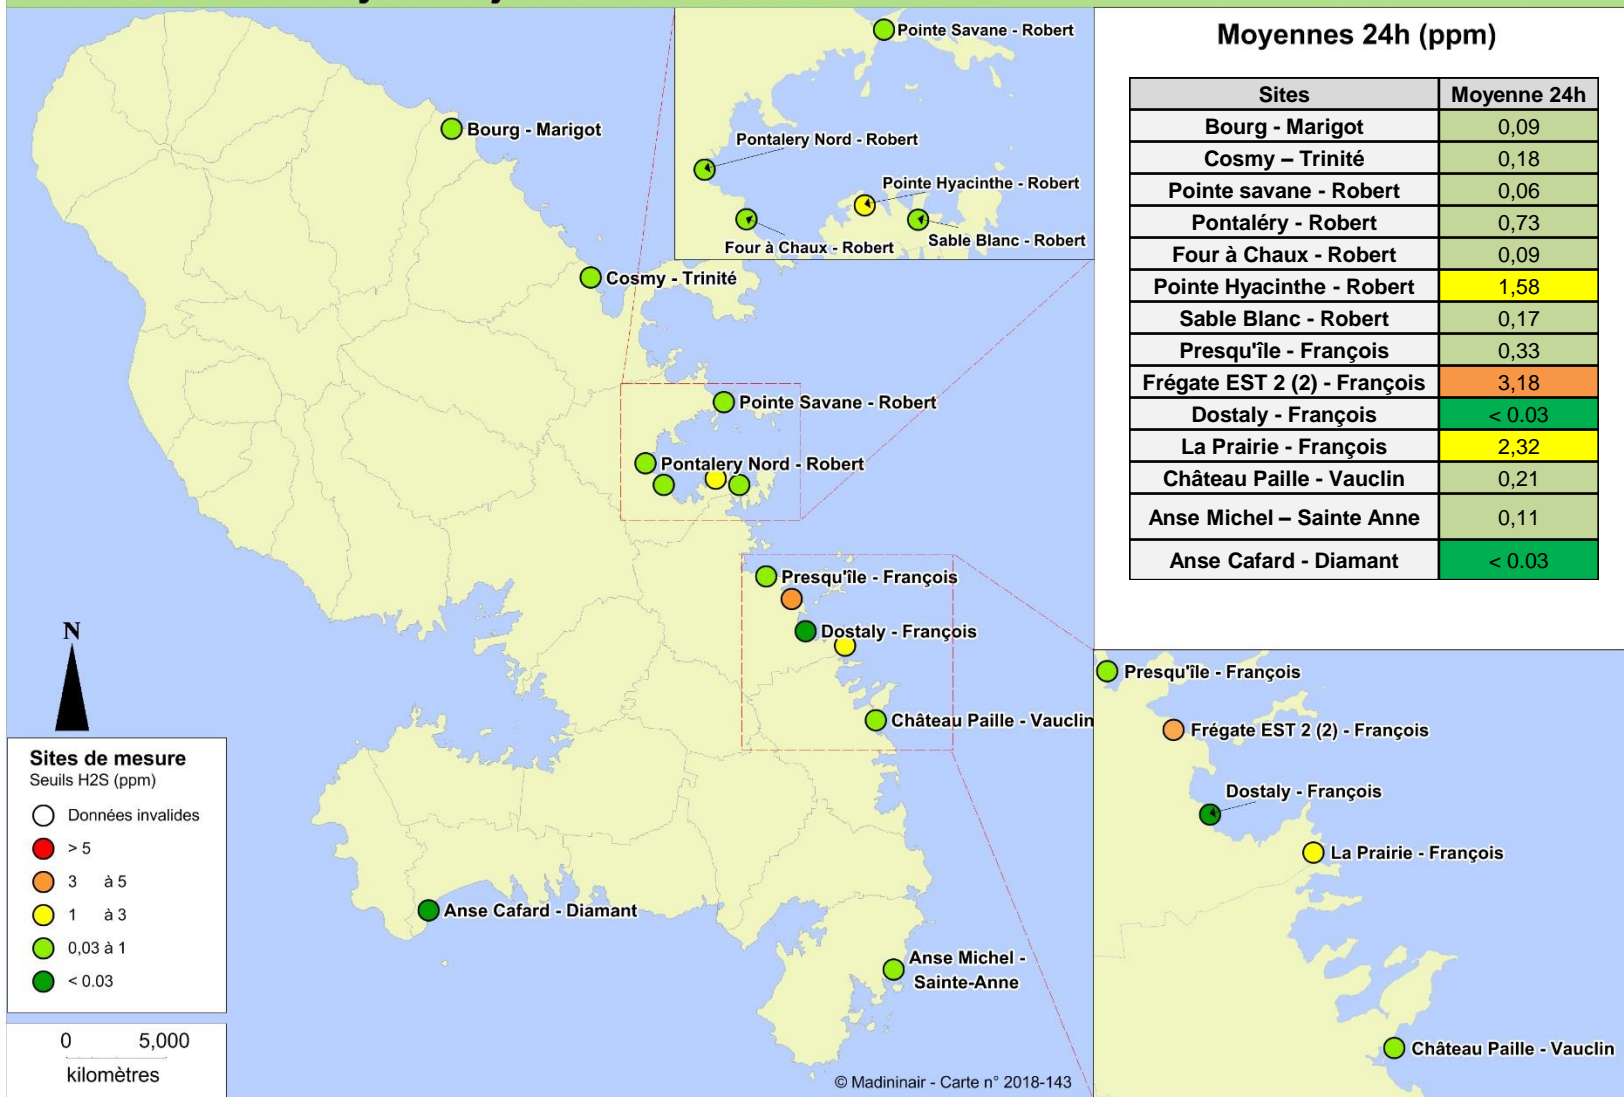 Bourg - Marigot
Cosmy - Trinité
Pointe Savane - Robert
Pontalery Nord - Robert
Presqu'île - François
Dostaly - François
Château Paille - Vauclin
Anse Cafard - Diamant
Anse Michel -
Sainte-Anne
Pointe Savane - Robert
Pontalery Nord - Robert
Pointe Hyacinthe - Robert
Four à Chaux - Robert
Sable Blanc - Robert
Moyennes 24h (ppm)
Sites Moyenne 24h
Bourg - Marigot 0,09
Cosmy – Trinité 0,18
Pointe savane - Robert 0,06
Pontaléry - Robert 0,73
Four à Chaux - Robert 0,09
Pointe Hyacinthe - Robert 1,58
Sable Blanc - Robert 0,17
Presqu'île - François 0,33
Frégate EST 2 (2) - François 3,18
Dostaly - François < 0.03
La Prairie - François 2,32
Château Paille - Vauclin 0,21
Anse Michel – Sainte Anne 0,11
Anse Cafard - Diamant < 0.03
Presqu'île - François
Frégate EST 2 (2) - François
Dostaly - François
La Prairie - François
Château Paille - Vauclin
N
Sites de mesure
Seuils H2S (ppm)
Données invalides
> 5
3 à 5
1 à 3
0,03 à 1
< 0.03
0 5,000
kilomètres
© Madininair - Carte n° 2018-143